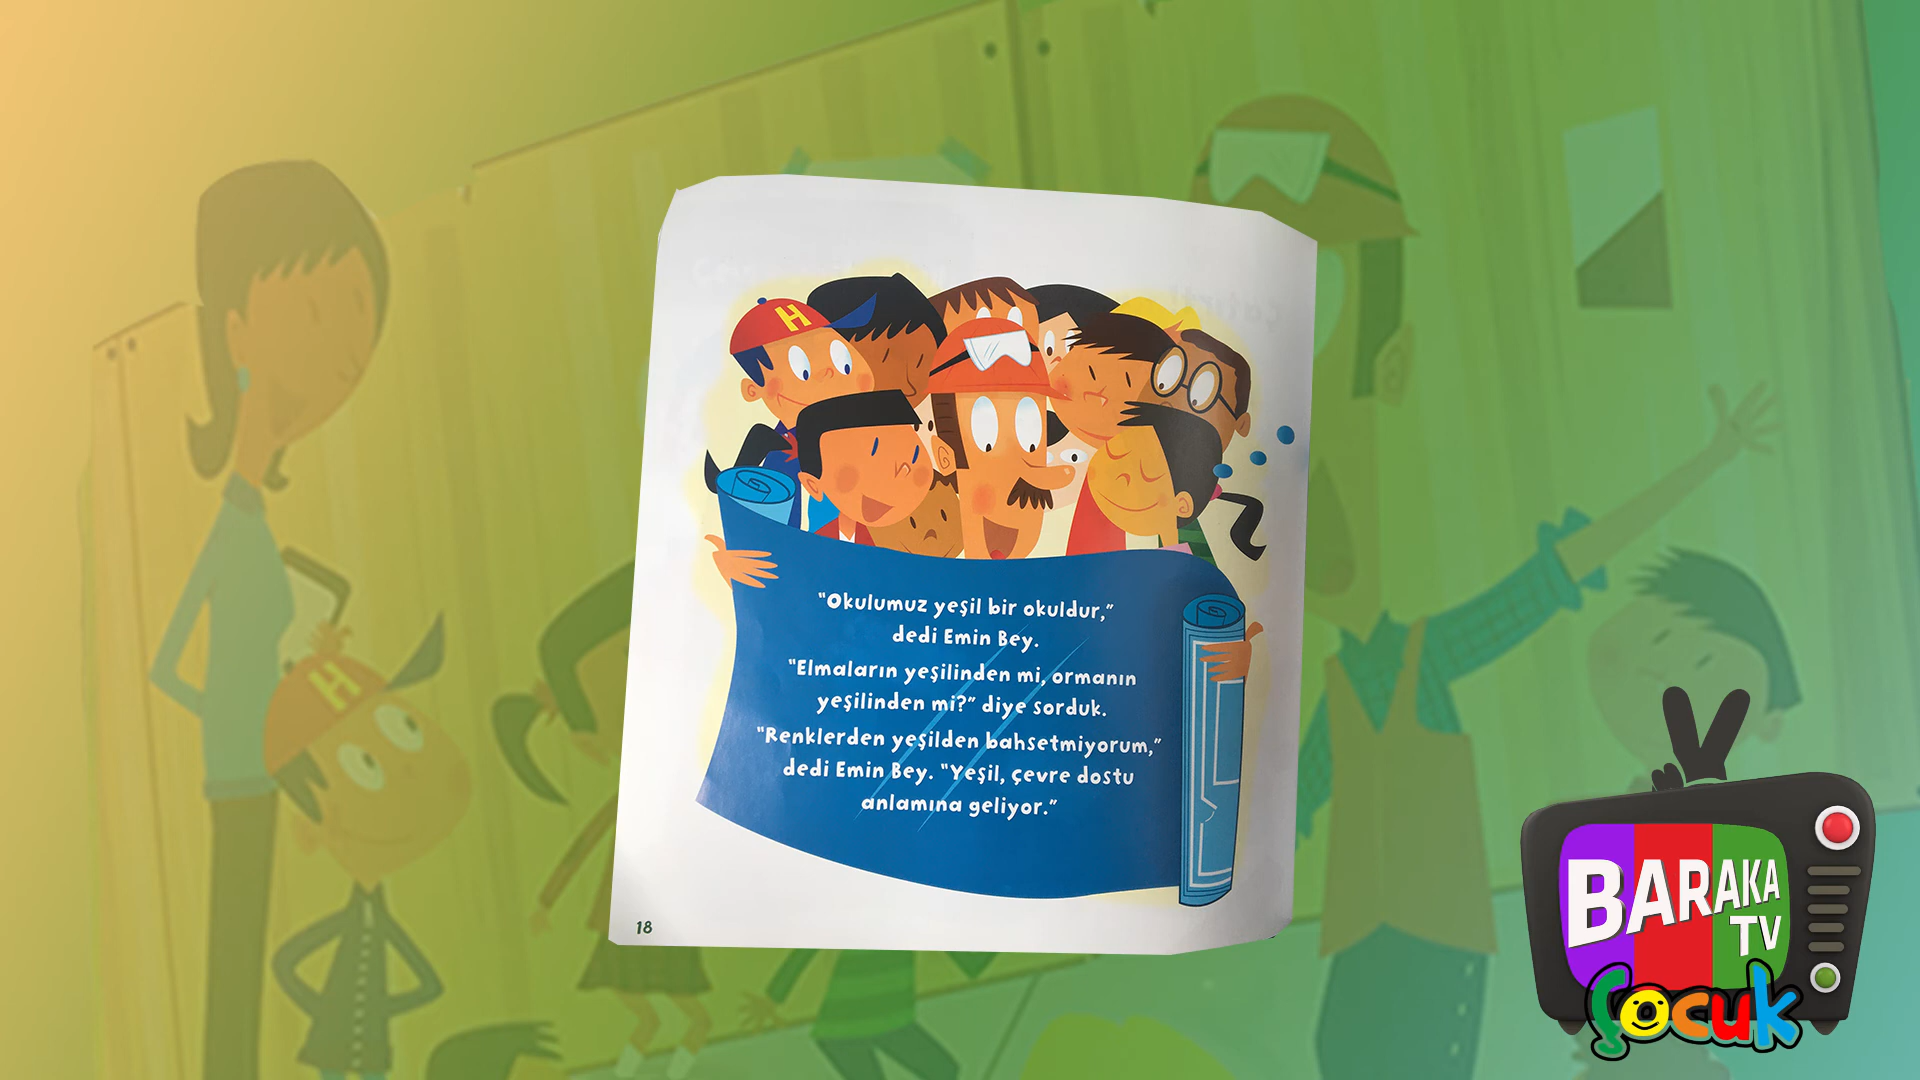 H
"Okulumuz yeşil bir okuldur,"
dedi Emin Bey.
"Elmaların yeşilinden mi, ormanın
yeşilinden mi?" diye sorduk.
"Renklerden yeşilden bahsetmiyorum,"
dedi Emin Bey. "Yeşil, çevre dostu
anlamına geliyor."
18
H
BARAKA
TV
Çocuk